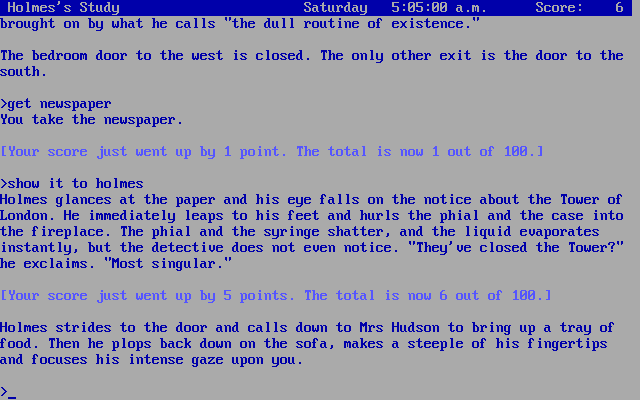 Holmes's Study Saturday 5:05:00 a.m. Score: 6
brought on by what he calls "the dull routine of existence."
The bedroom door to the west is closed. The only other exit is the door to the
south.
>get newspaper
You take the newspaper.
[Your score just went up by 1 point. The total is now 1 out of 100.]
>show it to holmes
Holmes glances at the paper and his eye falls on the notice about the Tower of
London. He immediately leaps to his feet and hurls the phial and the case into
the fireplace. The phial and the syringe shatter, and the liquid evaporates
instantly, but the detective does not even notice. "They've closed the Tower?"
he exclaims. "Most singular."
[Your score just went up by 5 points. The total is now 6 out of 100.]
Holmes strides to the door and calls down to Mrs Hudson to bring up a tray of
food. Then he plops back down on the sofa, makes a steeple of his fingertips
and focuses his intense gaze upon you.
>_